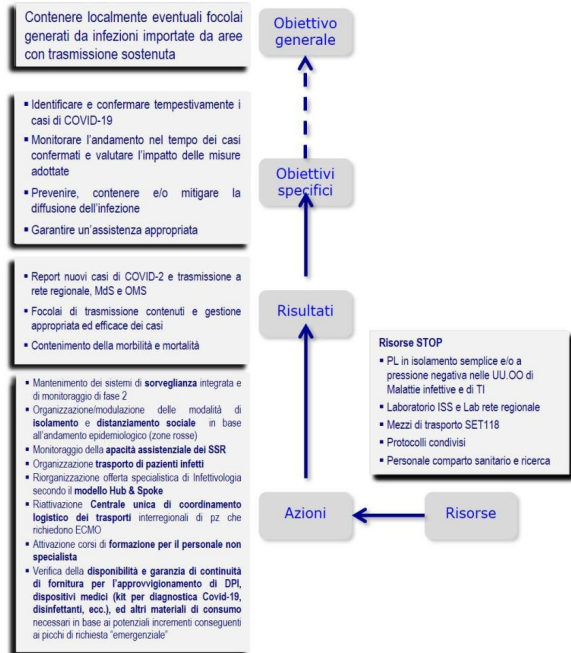 Contenere localmente eventuali focolai
generati da infezioni importate da aree
con trasmissione sostenuta
Obiettivo
generale
▪ Identificare e confermare tempestivamente i
casi di COVID-19
▪ Monitorare l'andamento nel tempo dei casi
confermati e valutare l'impatto delle misure
adottate
▪ Prevenire, contenere e/o mitigare la
diffusione dell'infezione
▪ Garantire un'assistenza appropriata
Obiettivi
specifici
▪ Report nuovi casi di COVID-2 e trasmissione a
rete regionale, MdS e OMS
▪ Focolai di trasmissione contenuti e gestione
appropriata ed efficace dei casi
▪ Contenimento della morbilità e mortalità
Risultati
▪ Mantenimento dei sistemi di sorveglianza integrata e
di monitoraggio di fase 2
▪ Organizzazione/modulazione delle modalità di
isolamento e distanziamento sociale in base
all'andamento epidemiologico (zone rosse)
▪ Monitoraggio della apacità assistenziale dei SSR
▪ Organizzazione trasporto di pazienti infetti
▪ Riorganizzazione offerta specialistica di Infettivologia
secondo il modello Hub & Spoke
▪ Riattivazione Centrale unica di coordinamento
logistico dei trasporti interregionali di pz che
richiedono ECMO
▪ Attivazione corsi di formazione per il personale non
specialista
▪ Verifica della disponibilità e garanzia di continuità
di fornitura per l'approvvigionamento di DPI,
dispositivi medici (kit per diagnostica Covid-19,
disinfettanti, ecc.), ed altri materiali di consumo
necessari in base ai potenziali incrementi conseguenti
ai picchi di richiesta "emergenziale"
Azioni
Risorse
Risorse STOP
▪ PL in isolamento semplice e/o a
pressione negativa nelle UU.OO di
Malattie infettive e di TI
▪ Laboratorio ISS e Lab rete regionale
▪ Mezzi di trasporto SET118
▪ Protocolli condivisi
▪ Personale comparto sanitario e ricerca